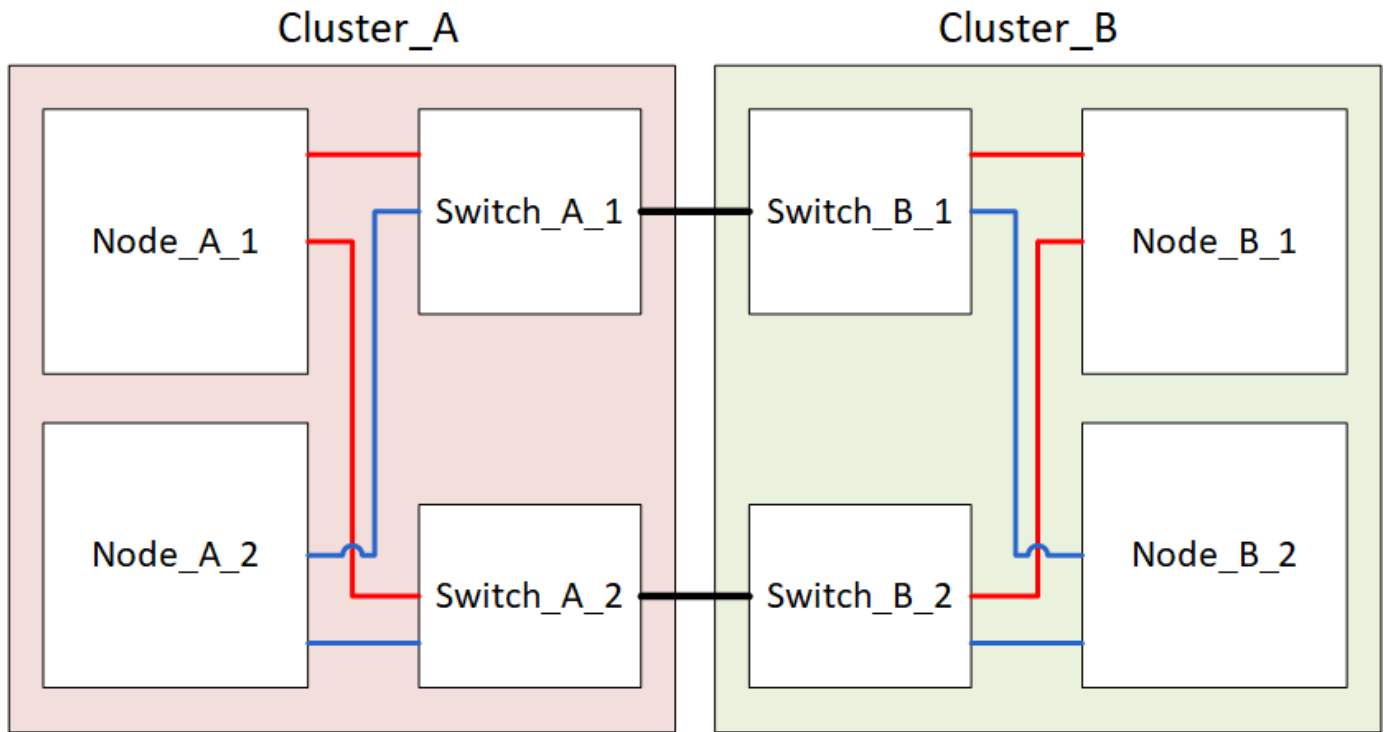 Cluster_A
Cluster_B
Node_A_1
Switch_A_1
Switch_B_1
Node_B_1
Node_A_2
Switch_A_2
Switch_B_2
Node_B_2